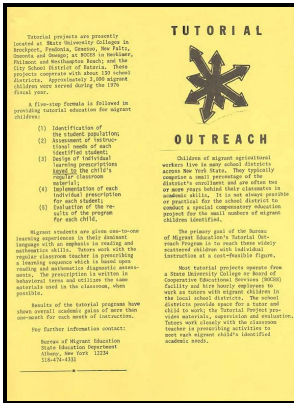 Tutorial projects are presently
located at State University Colleges in
Brockport, Fredonia, Geneseo, New Paltz,
Oneonta and Oswego; at BOCES in Herkimer,
Philmont and Westhampton Beach; and the
City School District of Batavia. These
projects cooperate with about 130 school
districts. Approximately 2,000 migrant
children were served during the 1976
fiscal year.
A five-step formula is followed in
providing tutorial education for migrant
children:
(1) Identification of
the student population;
(2) Assessment of instruc-
tional needs of each
identified student;
(3) Design of individual
learning prescriptions
keyed to the child's
regular classroom
material;
(4) Implementation of each
individual prescription
for each student;
(5) Evaluation of the re-
sults of the program
for each child.
Migrant students are given one-to-one
learning experiences in their dominant
language with an emphasis on reading and
mathematics skills. Tutors work with the
regular classroom teacher in prescribing
a learning sequence which is based upon
reading and mathematics diagnostic assess-
ments. The prescription is written in
behavioral terms and utilizes the same
materials used in the classroom, when
possible.
Results of the tutorial programs have
shown overall academic gains of more than
one-month for each month of instruction.
For further information contact:
Bureau of Migrant Education
State Education Department
Albany, New York 12234
518-474-4333
TUTORIAL
OUTREACH
Children of migrant agricultural
workers live in many school districts
across New York State. They typically
comprise a small percentage of the
district's enrollment and are often two
or more years behind their classmates in
academic skills. It is not always possible
or practical for the school district to
conduct a special compensatory education
project for the small numbers of migrant
children identified.
The primary goal of the Bureau
of Migrant Education's Tutorial Out-
reach Program is to reach these widely
scattered children with individual
instruction at a cost-feasible figure.
Most tutorial projects operate from
a State University College or Board of
Cooperative Educational Services (BOCES)
facility and hire hourly employees to
work as tutors with migrant children in
the local school districts. The school
districts provide space for a tutor and
child to work; the Tutorial Project pro-
vides materials, supervision and evaluation.
Tutors work closely with the classroom
teacher in prescribing activities to
meet each migrant child's identified
academic needs.